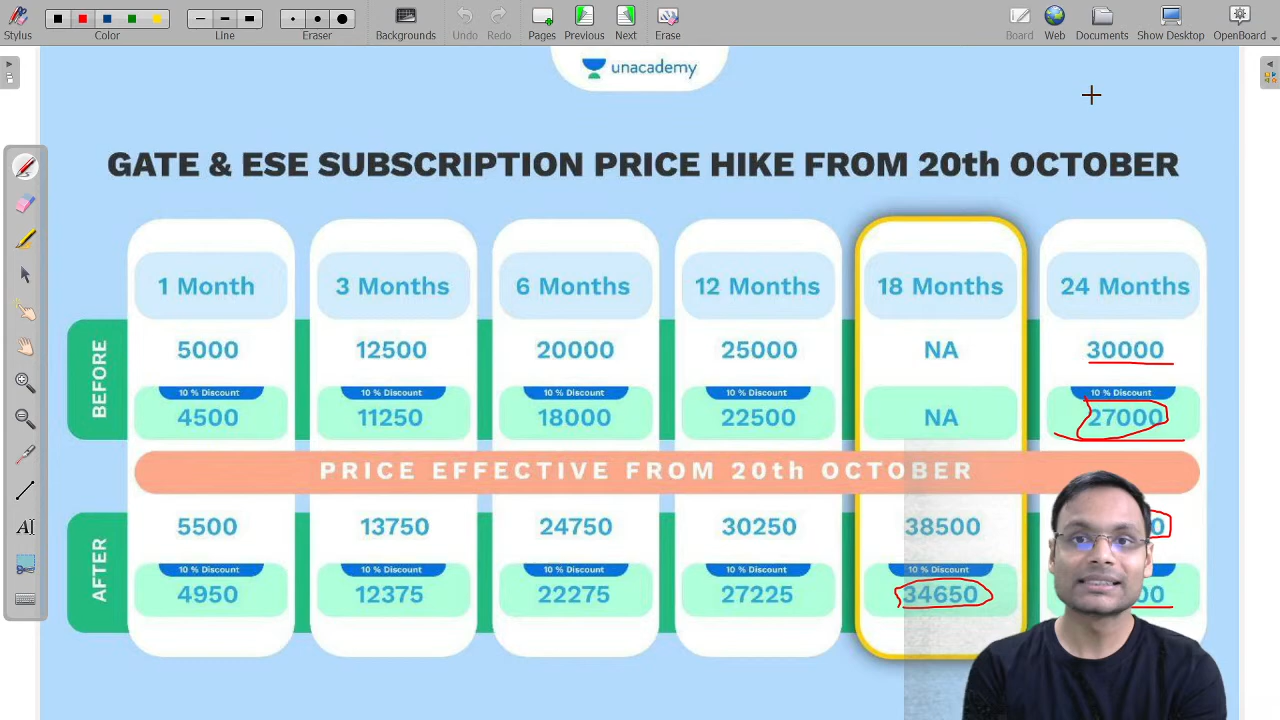 Stylus Color Line Eraser Backgrounds Undo Redo Pages Previous Next Erase Board Web Documents Show Desktop OpenBoard
unacademy
GATE & ESE SUBSCRIPTION PRICE HIKE FROM 20th OCTOBER
1 Month 3 Months 6 Months 12 Months 18 Months 24 Months
BEFORE
5000 12500 20000 25000 NA 30000
10 % Discount 10 % Discount 10 % Discount 10 % Discount 10 % Discount
4500 11250 18000 22500 NA 27000
PRICE EFFECTIVE FROM 20th OCTOBER
AFTER
5500 13750 24750 30250 38500
10 % Discount 10 % Discount 10 % Discount 10 % Discount 10 % Discount
4950 12375 22275 27225 34650
AI